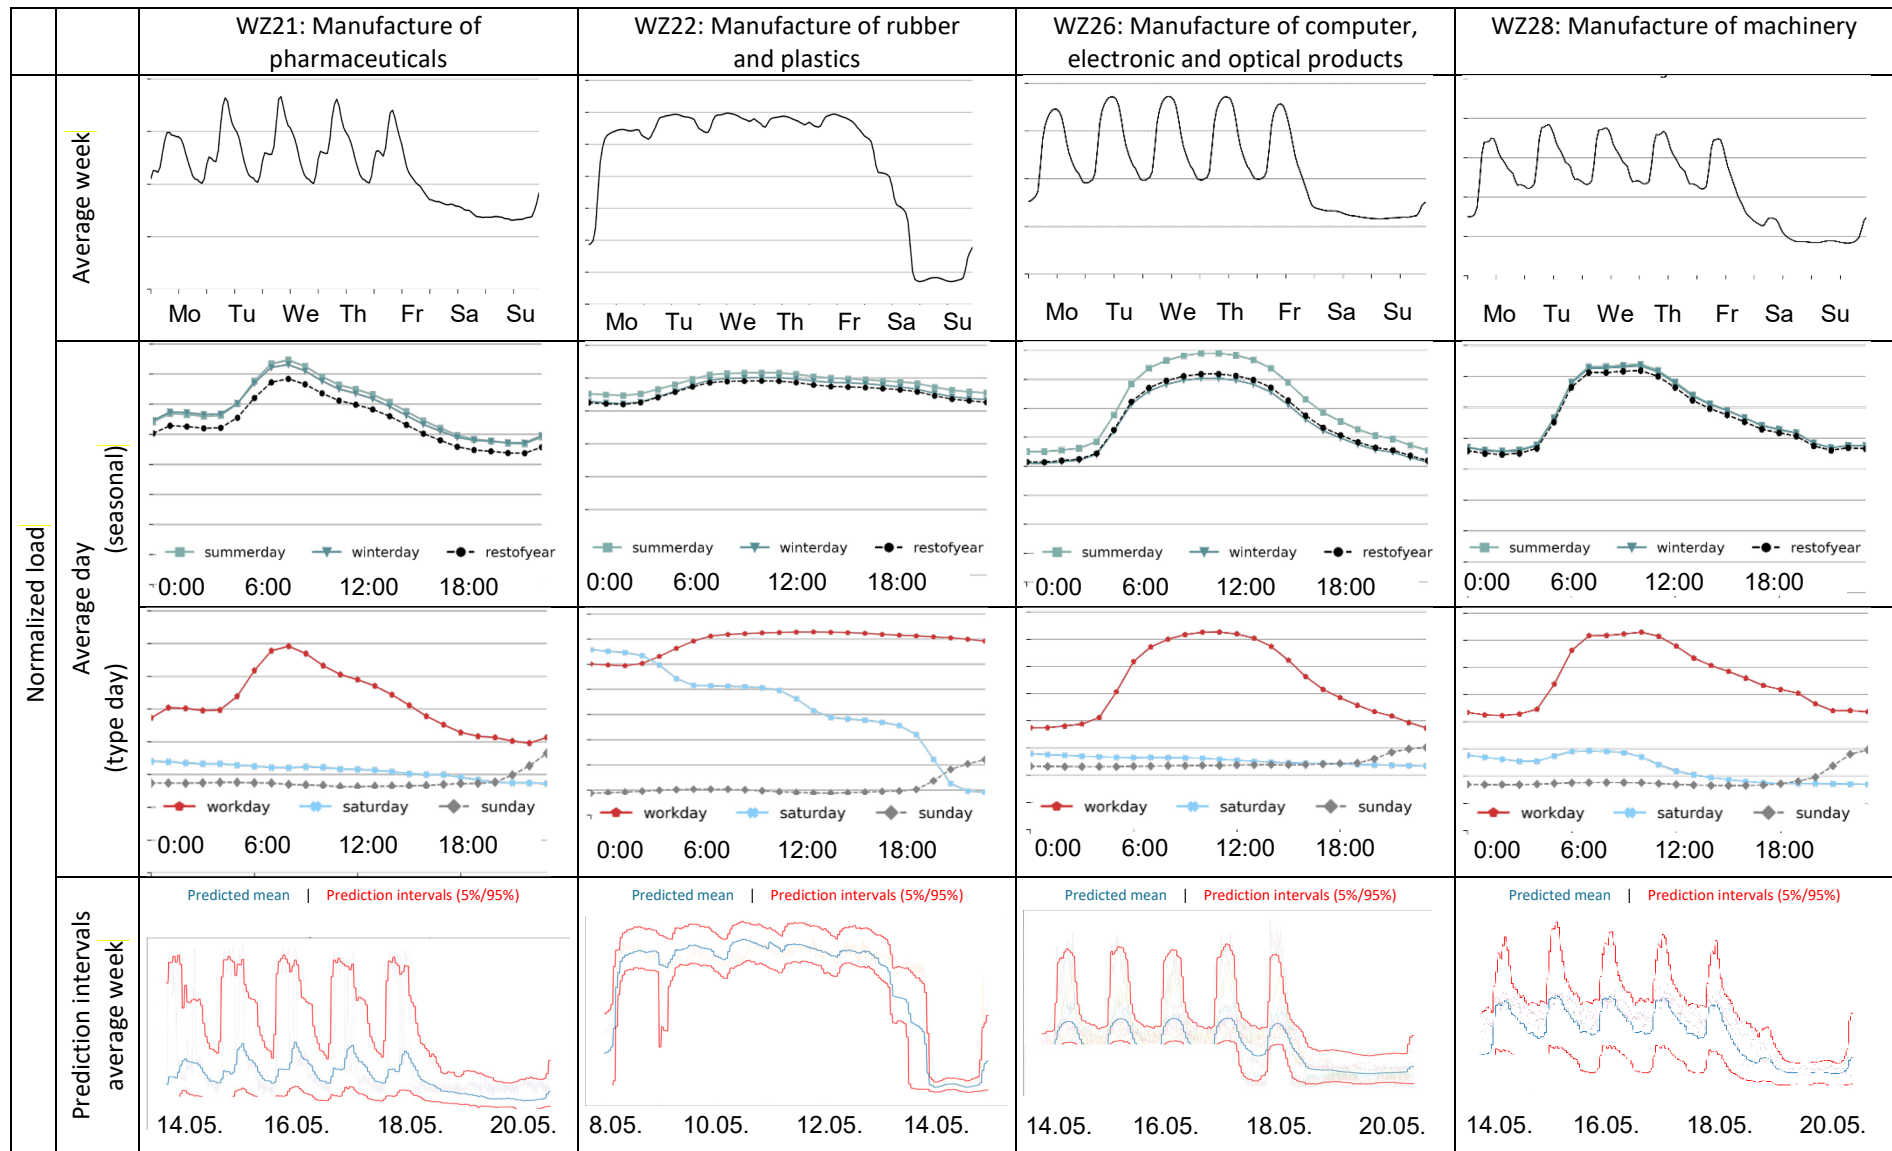 WZ21: Manufacture of
pharmaceuticals
WZ22: Manufacture of rubber
and plastics
WZ26: Manufacture of computer,
electronic and optical products
WZ28: Manufacture of machinery
Normalized load
Average week
Mo Tu We Th Fr Sa Su
Mo Tu We Th Fr Sa Su
Mo Tu We Th Fr Sa Su
Mo Tu We Th Fr Sa Su
Average day
(seasonal)
summerday winterday restofyear
0:00 6:00 12:00 18:00
summerday winterday restofyear
0:00 6:00 12:00 18:00
summerday winterday restofyear
0:00 6:00 12:00 18:00
summerday winterday restofyear
0:00 6:00 12:00 18:00
(type day)
workday saturday sunday
0:00 6:00 12:00 18:00
workday saturday sunday
0:00 6:00 12:00 18:00
workday saturday sunday
0:00 6:00 12:00 18:00
workday saturday sunday
0:00 6:00 12:00 18:00
Prediction intervals
average week
Predicted mean | Prediction intervals (5%/95%)
14.05. 16.05. 18.05. 20.05.
Predicted mean | Prediction intervals (5%/95%)
8.05. 10.05. 12.05. 14.05.
Predicted mean | Prediction intervals (5%/95%)
14.05. 16.05. 18.05. 20.05.
Predicted mean | Prediction intervals (5%/95%)
14.05. 16.05. 18.05. 20.05.